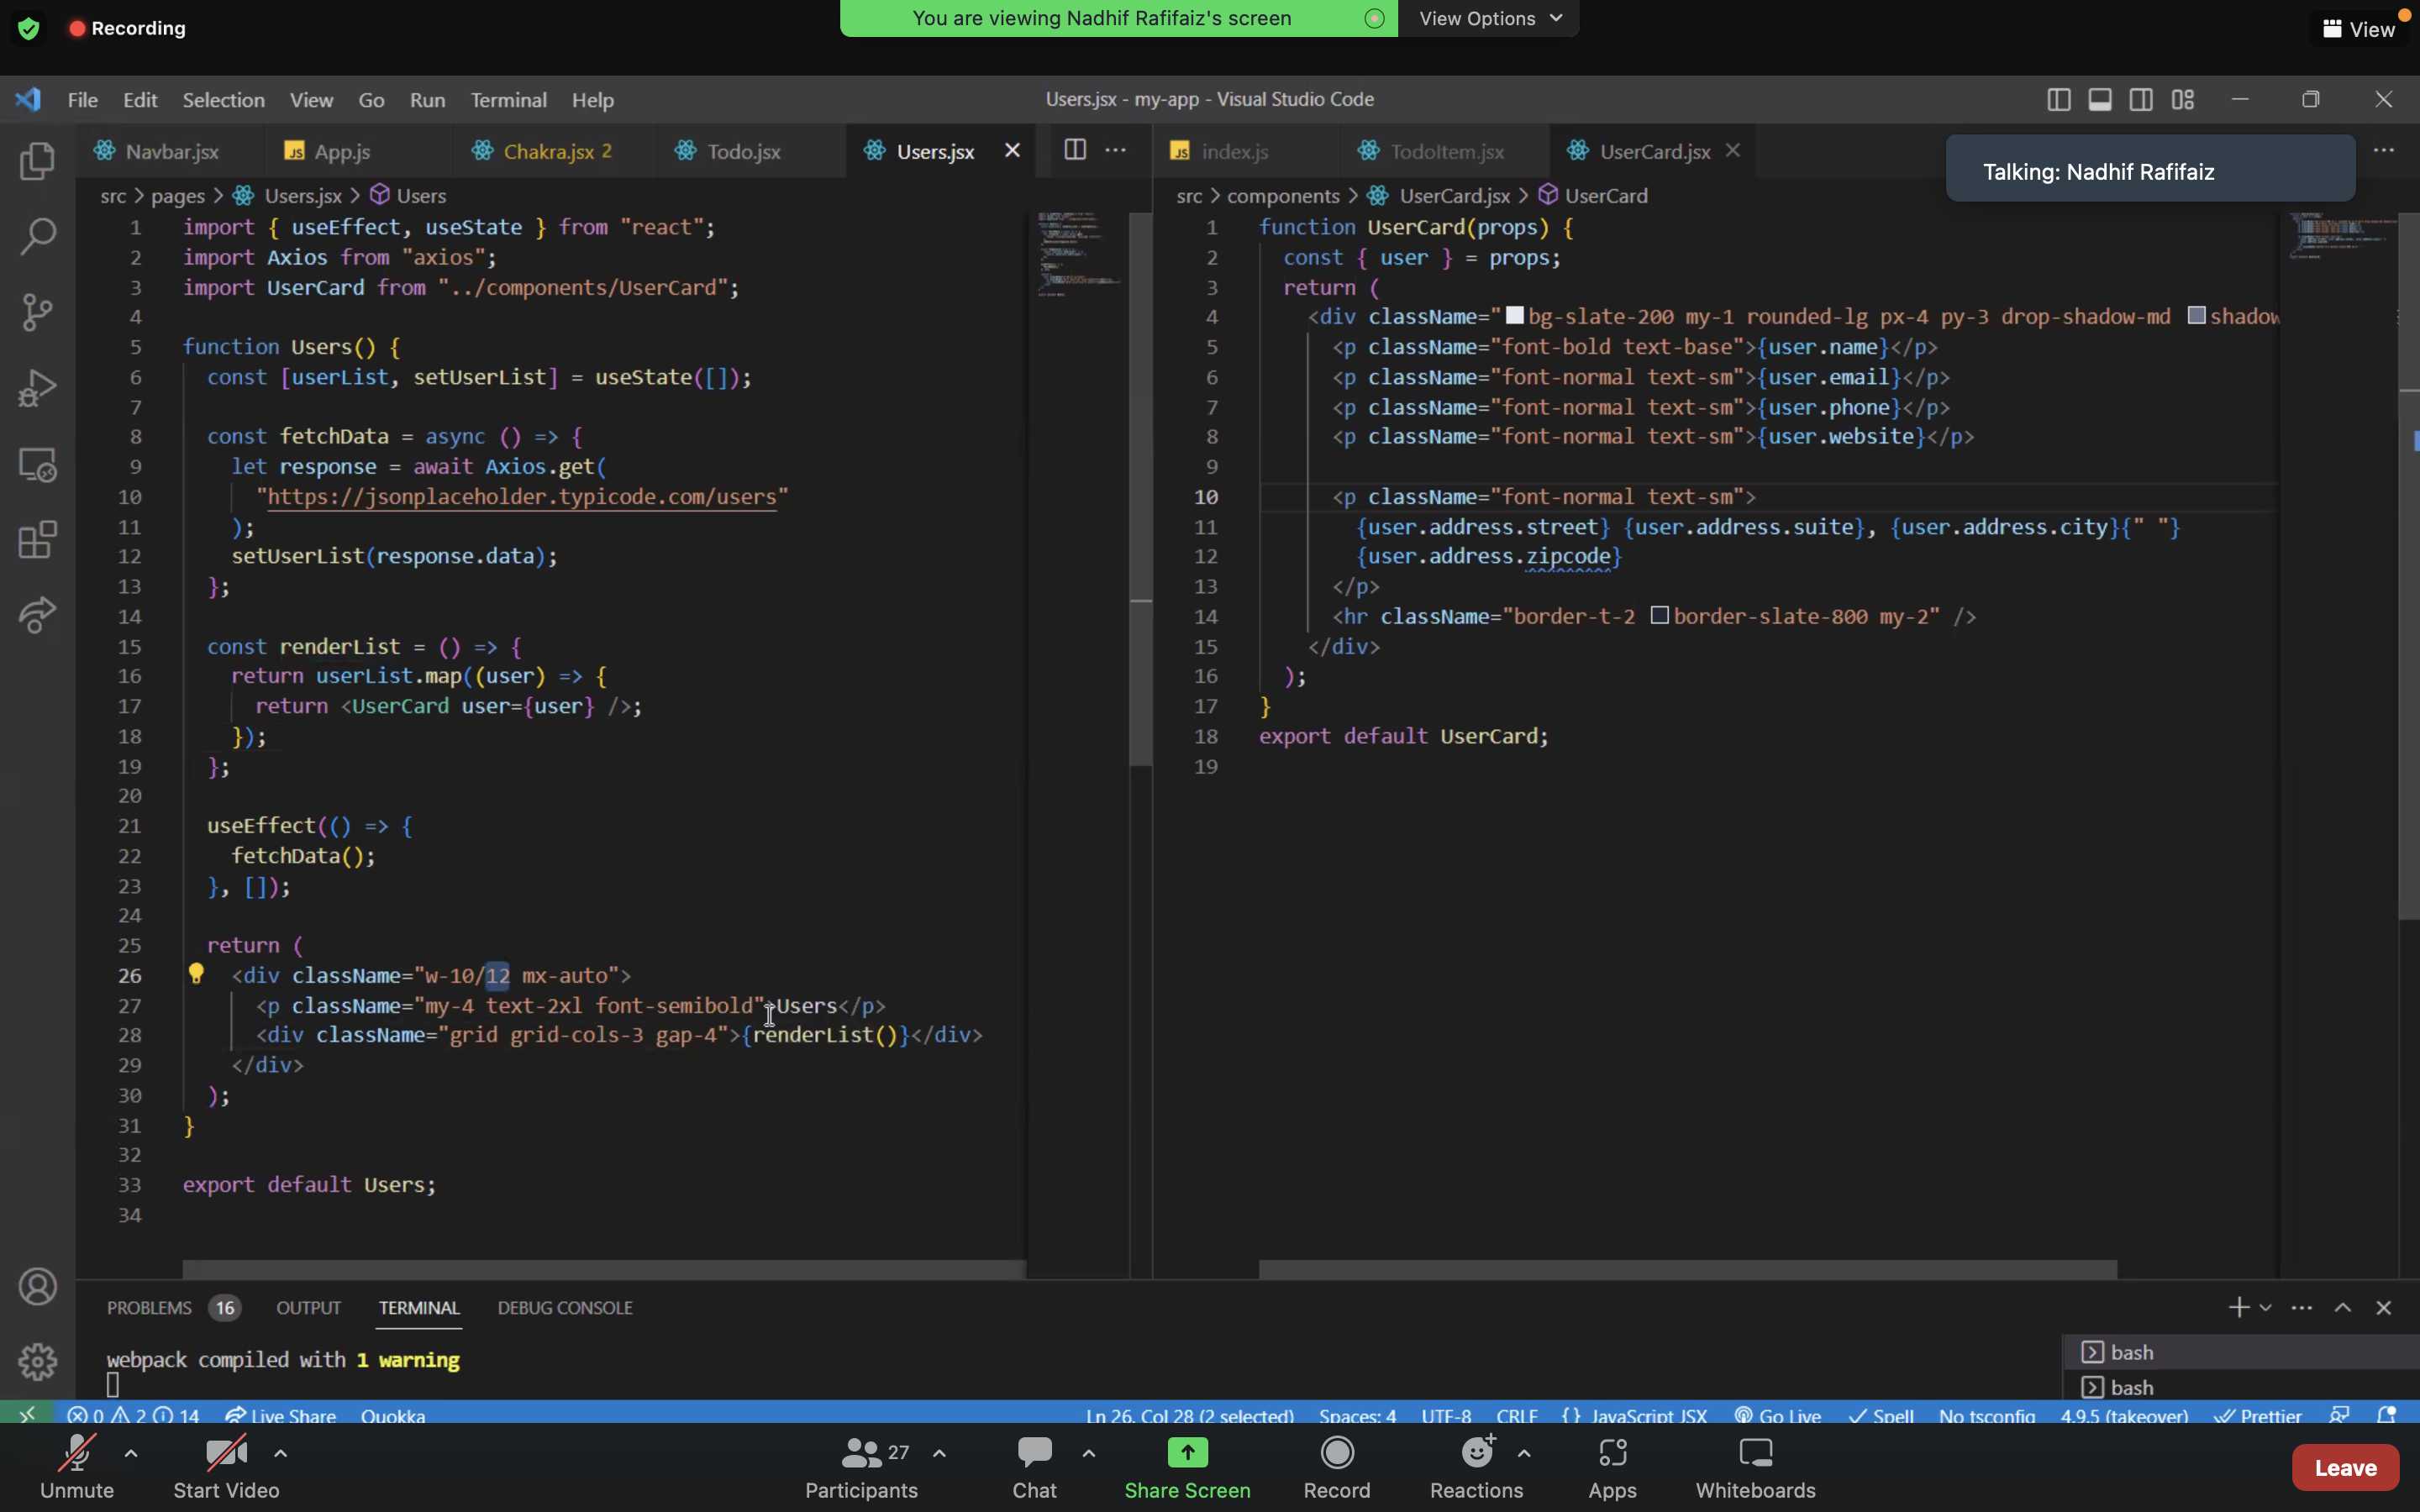 Recording
You are viewing Nadhif Rafifaiz's screen
View Options
View
File Edit Selection View Go Run Terminal Help
Users.jsx - my-app - Visual Studio Code
Talking: Nadhif Rafifaiz
Navbar.jsx
JS App.js
Chakra.jsx 2
Todo.jsx
Users.jsx
src > pages > Users.jsx > Users
1 import { useEffect, useState } from "react";
2 import Axios from "axios";
3 import UserCard from "../components/UserCard";
4
5 function Users() {
6 const [userList, setUserList] = useState([]);
7
8 const fetchData = async () => {
9 let response = await Axios.get(
10 "https://jsonplaceholder.typicode.com/users"
11 );
12 setUserList(response.data);
13 };
14
15 const renderList = () => {
16 return userList.map((user) => {
17 return <UserCard user={user} />;
18 });
19 };
20
21 useEffect(() => {
22 fetchData();
23 }, []);
24
25 return (
26 <div className="w-10/12 mx-auto">
27 <p className="my-4 text-2xl font-semibold">Users</p>
28 <div className="grid grid-cols-3 gap-4">{renderList()}</div>
29 </div>
30 );
31 }
32
33 export default Users;
34
JS index.js
TodoItem.jsx
UserCard.jsx
src > components > UserCard.jsx > UserCard
1 function UserCard(props) {
2 const { user } = props;
3 return (
4 <div className="bg-slate-200 my-1 rounded-lg px-4 py-3 drop-shadow-md shadow
5 <p className="font-bold text-base">{user.name}</p>
6 <p className="font-normal text-sm">{user.email}</p>
7 <p className="font-normal text-sm">{user.phone}</p>
8 <p className="font-normal text-sm">{user.website}</p>
9
10 <p className="font-normal text-sm">
11 {user.address.street} {user.address.suite}, {user.address.city}{" "}
12 {user.address.zipcode}
13 </p>
14 <hr className="border-t-2 border-slate-800 my-2" />
15 </div>
16 );
17 }
18 export default UserCard;
19
PROBLEMS 16 OUTPUT TERMINAL DEBUG CONSOLE
webpack compiled with 1 warning
bash
bash
0 2 14 Live Share Quokka
Ln 26, Col 28 (2 selected) Spaces: 4 UTF-8 CRLF {} JavaScript JSX Go Live Spell No tsconfig 4.9.5 (takeover) Prettier
Unmute
Start Video
27
Participants
Chat
Share Screen
Record
Reactions
Apps
Whiteboards
Leave